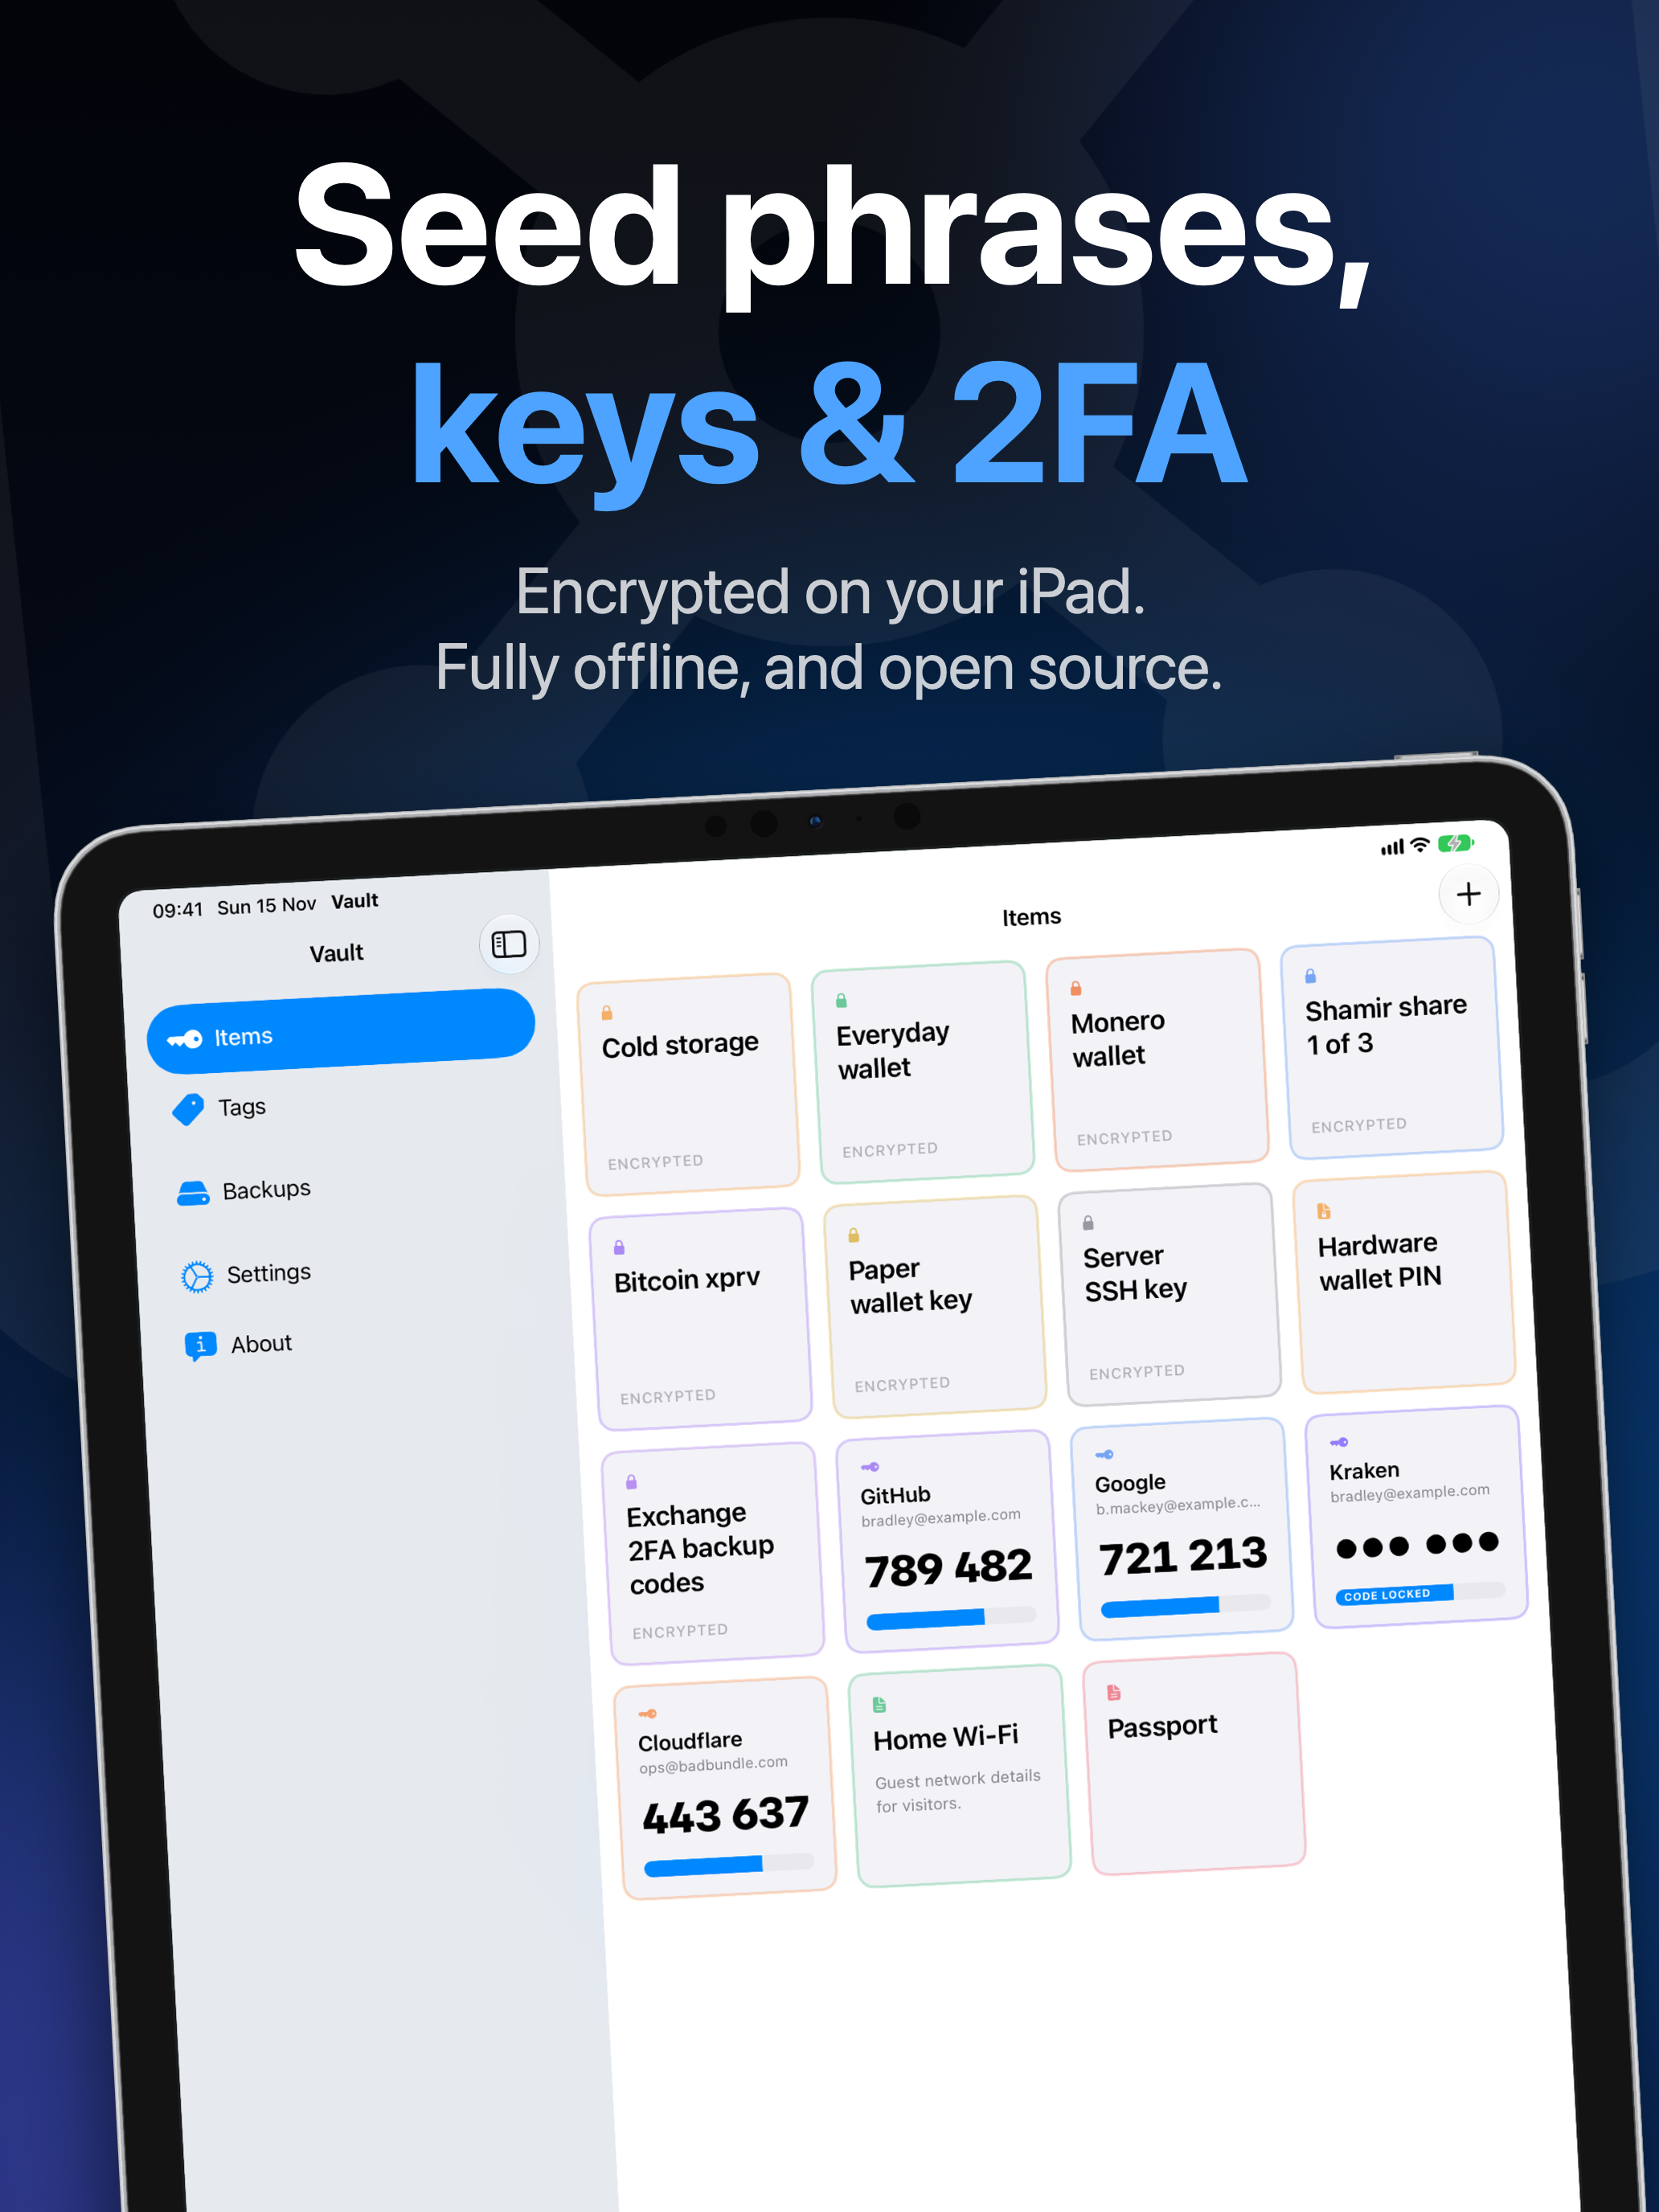 Seed phrases,
keys & 2FA
Encrypted on your iPad.
Fully offline, and open source.
09:41 Sun 15 Nov Vault
Vault
Items
Tags
Backups
Settings
About
Items
Cold storage
ENCRYPTED
Everyday
wallet
ENCRYPTED
Monero
wallet
ENCRYPTED
Shamir share
1 of 3
ENCRYPTED
Bitcoin xprv
ENCRYPTED
Paper
wallet key
ENCRYPTED
Server
SSH key
ENCRYPTED
Hardware
wallet PIN
Exchange
2FA backup
codes
ENCRYPTED
GitHub
bradley@example.com
789 482
Google
b.mackey@example.c...
721 213
Kraken
bradley@example.com
CODE LOCKED
Cloudflare
ops@badbundle.com
443 637
Home Wi-Fi
Guest network details
for visitors.
Passport